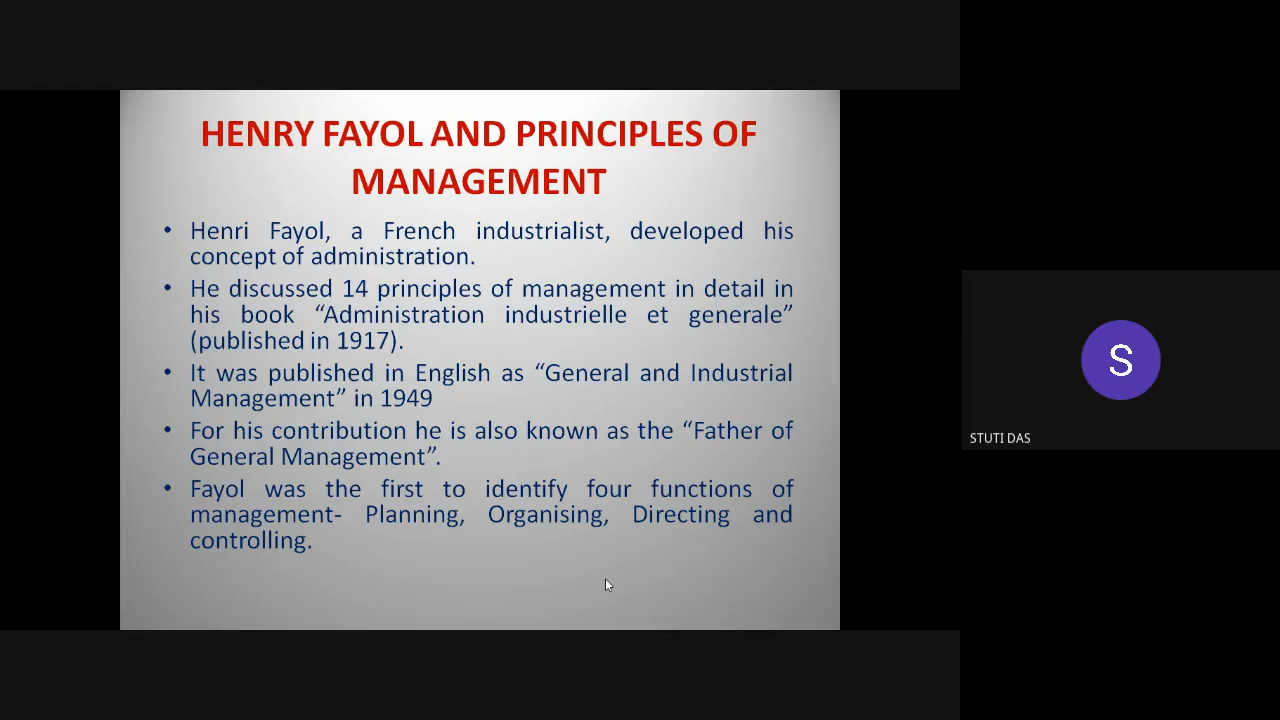 HENRY FAYOL AND PRINCIPLES OF
MANAGEMENT
• Henri Fayol, a French industrialist, developed his
concept of administration.
• He discussed 14 principles of management in detail in
his book “Administration industrielle et generale”
(published in 1917).
• It was published in English as “General and Industrial
Management” in 1949
• For his contribution he is also known as the “Father of
General Management”.
• Fayol was the first to identify four functions of
management- Planning, Organising, Directing and
controlling.
S
STUTI DAS